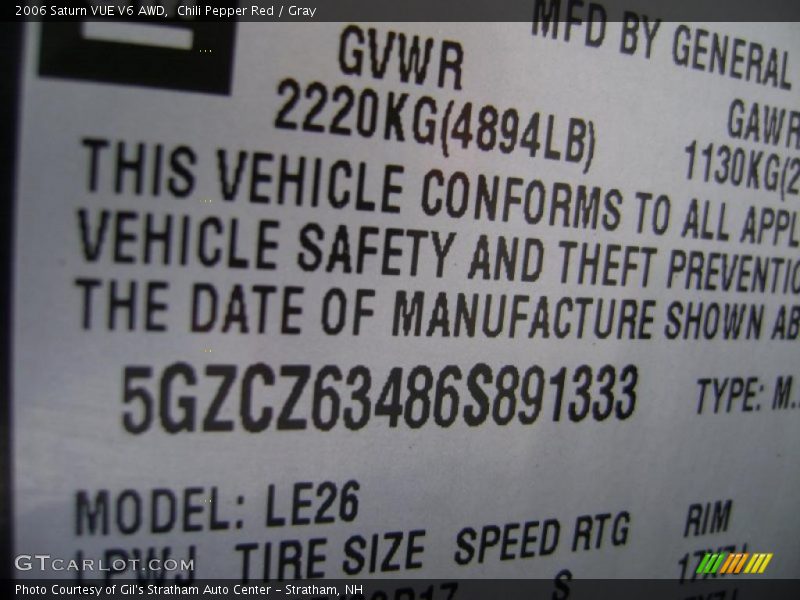 2006 Saturn VUE V6 AWD, Chili Pepper Red / Gray
MFD BY GENERAL
GVWR
GAWR
2220KG(4894LB)
1130KG(2
THIS VEHICLE CONFORMS TO ALL APPL
VEHICLE SAFETY AND THEFT PREVENTIO
THE DATE OF MANUFACTURE SHOWN AB
5GZCZ63486S891333 TYPE: M.
MODEL: LE26
LPWJ TIRE SIZE SPEED RTG RIM
S
GTCARLOT.COM
Photo Courtesy of Gil's Stratham Auto Center - Stratham, NH